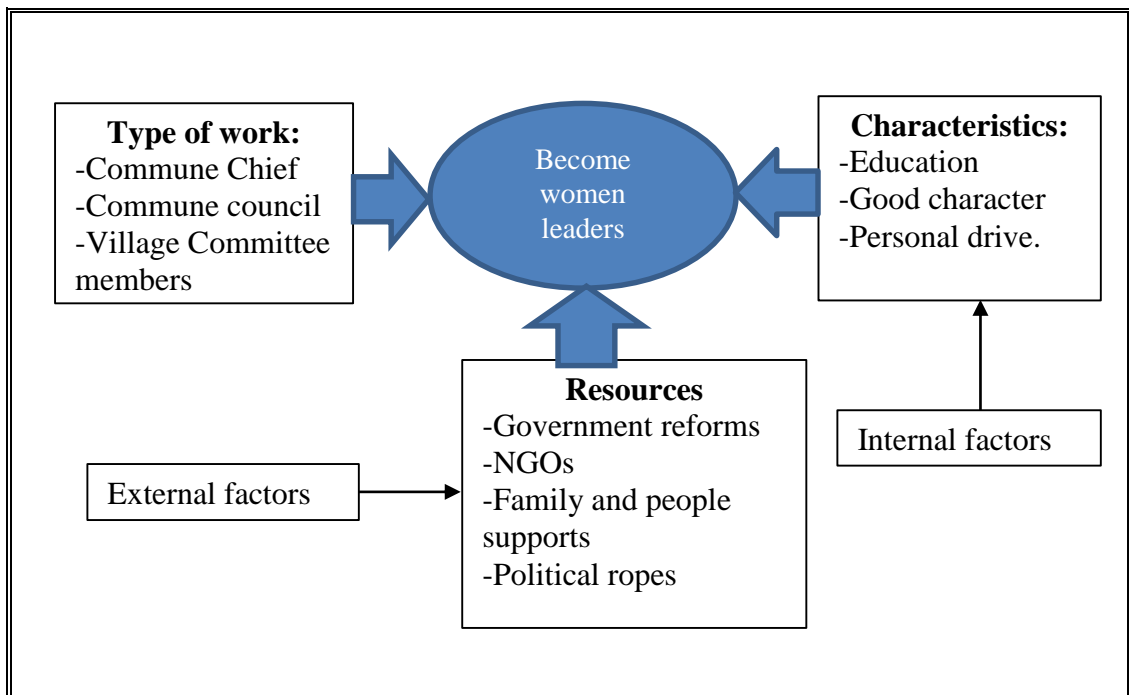 Type of work:
-Commune Chief
-Commune council
-Village Committee
members
Become
women
leaders
Characteristics:
-Education
-Good character
-Personal drive.
Resources
-Government reforms
-NGOs
-Family and people
supports
-Political ropes
Internal factors
External factors